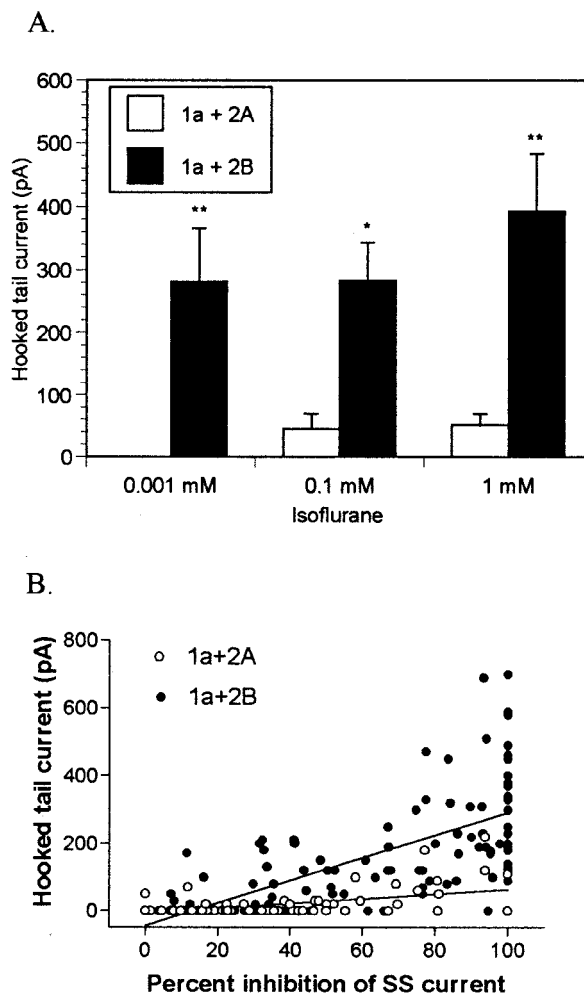 A.
600
500
400
300
200
100
0
Hooked tail current (pA)
1a + 2A
1a + 2B
**
*
**
0.001 mM
0.1 mM
1 mM
Isoflurane
B.
800
600
400
200
0
Hooked tail current (pA)
1a+2A
1a+2B
0
20
40
60
80
100
Percent inhibition of SS current